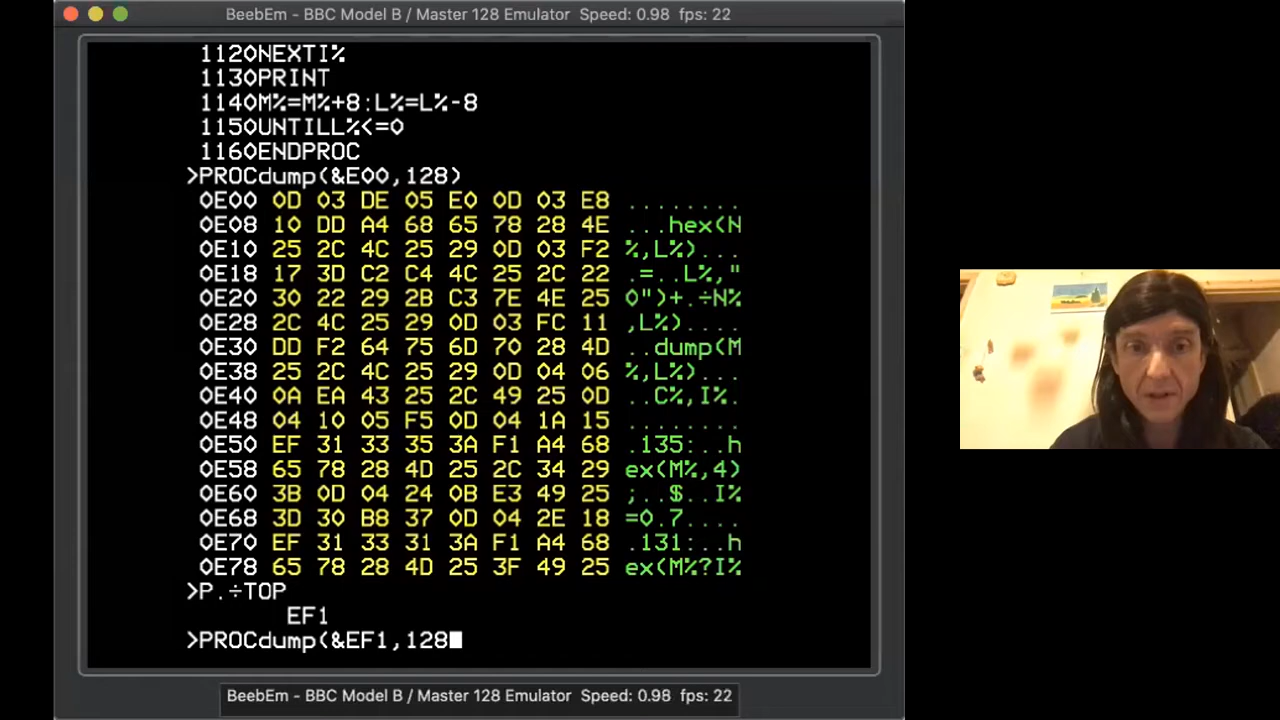 BeebEm - BBC Model B / Master 128 Emulator Speed: 0.98 fps: 22
1120NEXTI%
1130PRINT
1140M%=M%+8:L%=L%-8
1150UNTILL%<=0
1160ENDPROC
>PROCdump(&E00,128)
0E00 0D 03 DE 05 E0 0D 03 E8 ........
0E08 10 DD A4 68 65 78 28 4E ...hex(N
0E10 25 2C 4C 25 29 0D 03 F2 %,L%)...
0E18 17 3D C2 C4 4C 25 2C 22 .=..L%,"
0E20 30 22 29 2B C3 7E 4E 25 0")+.÷N%
0E28 2C 4C 25 29 0D 03 FC 11 ,L%)....
0E30 DD F2 64 75 6D 70 28 4D ..dump(M
0E38 25 2C 4C 25 29 0D 04 06 %,L%)...
0E40 0A EA 43 25 2C 49 25 0D ..C%,I%.
0E48 04 10 05 F5 0D 04 1A 15 ........
0E50 EF 31 33 35 3A F1 A4 68 .135:..h
0E58 65 78 28 4D 25 2C 34 29 ex(M%,4)
0E60 3B 0D 04 24 0B E3 49 25 ;..$..I%
0E68 3D 30 B8 37 0D 04 2E 18 =0.7....
0E70 EF 31 33 31 3A F1 A4 68 .131:..h
0E78 65 78 28 4D 25 3F 49 25 ex(M%?I%
>P.÷TOP
EF1
>PROCdump(&EF1,128
BeebEm - BBC Model B / Master 128 Emulator Speed: 0.98 fps: 22